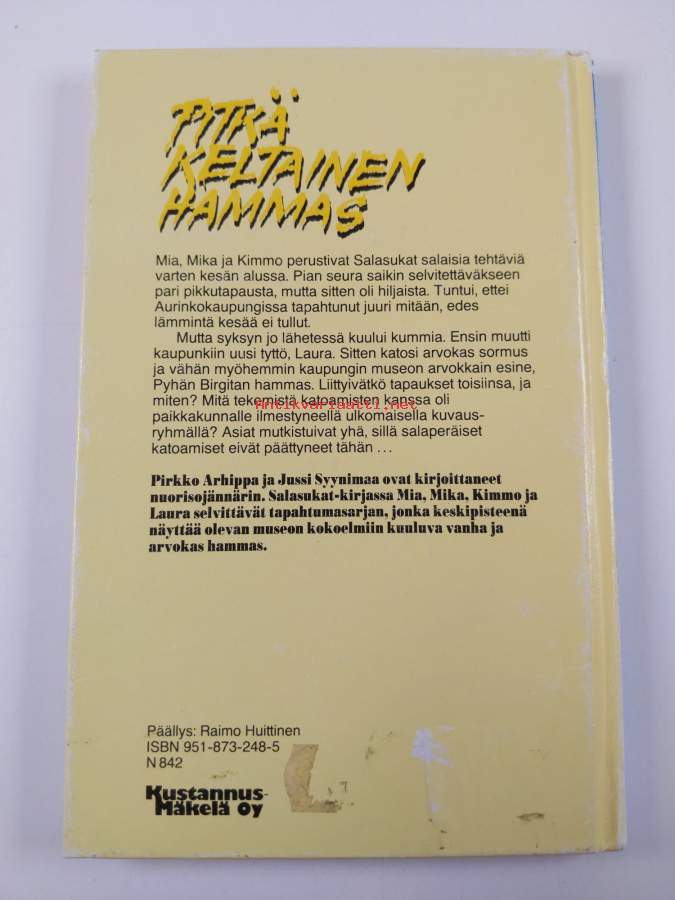 PITKÄ
KELTAINEN
HAMMAS
Mia, Mika ja Kimmo perustivat Salasukat salaisia tehtäviä
varten kesän alussa. Pian seura saikin selvitettäväkseen
pari pikkutapausta, mutta sitten oli hiljaista. Tuntui, ettei
Aurinkokaupungissa tapahtunut juuri mitään, edes
lämmintä kesää ei tullut.
Mutta syksyn jo lähetessä kuului kummia. Ensin muutti
kaupunkiin uusi tyttö, Laura. Sitten katosi arvokas sormus
ja vähän myöhemmin kaupungin museon arvokkain esine,
Pyhän Birgitan hammas. Liittyivätkö tapaukset toisiinsa, ja
miten? Mitä tekemistä katoamisten kanssa oli
Antikvariaatti.net
paikkakunnalle ilmestyneellä ulkomaisella kuvaus-
ryhmällä? Asiat mutkistuivat yhä, sillä salaperäiset
katoamiset eivät päättyneet tähän ...
Pirkko Arhippa ja Jussi Syynimaa ovat kirjoittaneet
nuorisojännärin. Salasukat-kirjassa Mia, Mika, Kimmo ja
Laura selvittävät tapahtumasarjan, jonka keskipisteenä
näyttää olevan museon kokoelmiin kuuluva vanha ja
arvokas hammas.
Päällys: Raimo Huittinen
ISBN 951-873-248-5
N 842
Kustannus-
Mäkelä Oy